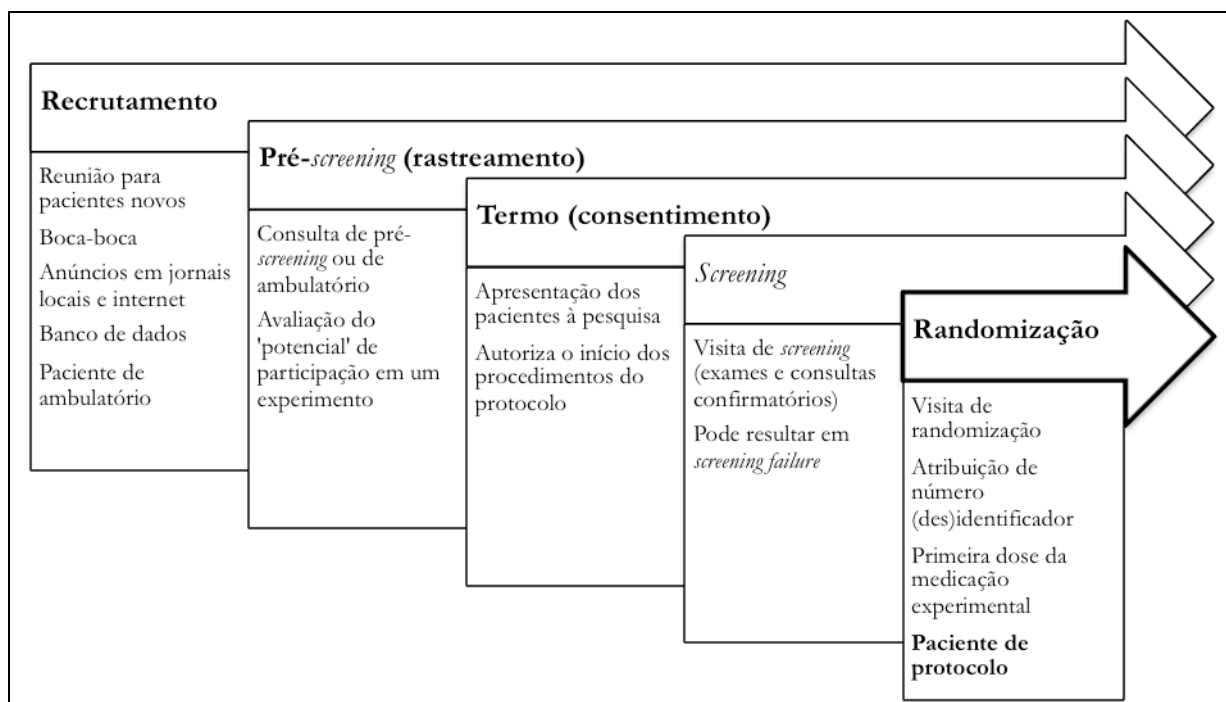 Recrutamento
Reunião para
pacientes novos
Boca-boca
Anúncios em jornais
locais e internet
Banco de dados
Paciente de
ambulatório
Pré-screening (rastreamento)
Consulta de pré-
screening ou de
ambulatório
Avaliação do
'potencial' de
participação em um
experimento
Termo (consentimento)
Apresentação dos
pacientes à pesquisa
Autoriza o início dos
procedimentos do
protocolo
Screening
Visita de screening
(exames e consultas
confirmatórios)
Pode resultar em
screening failure
Randomização
Visita de
randomização
Atribuição de
número
(des)identificador
Primeira dose da
medicação
experimental
Paciente de
protocolo